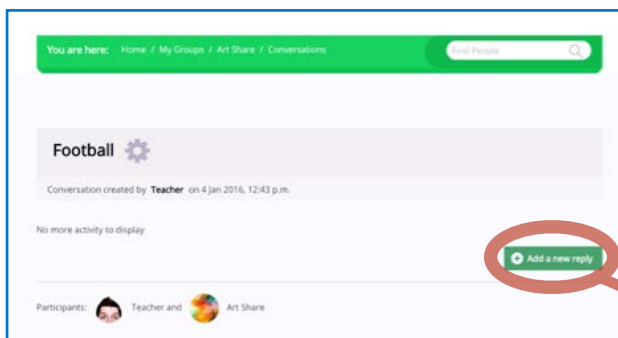 You are here: Home / My Groups / Art Share / Conversations
Find People
Football
Conversation created by Teacher on 4 Jan 2016, 12:43 p.m.
No more activity to display
Add a new reply
Participants: Teacher and Art Share